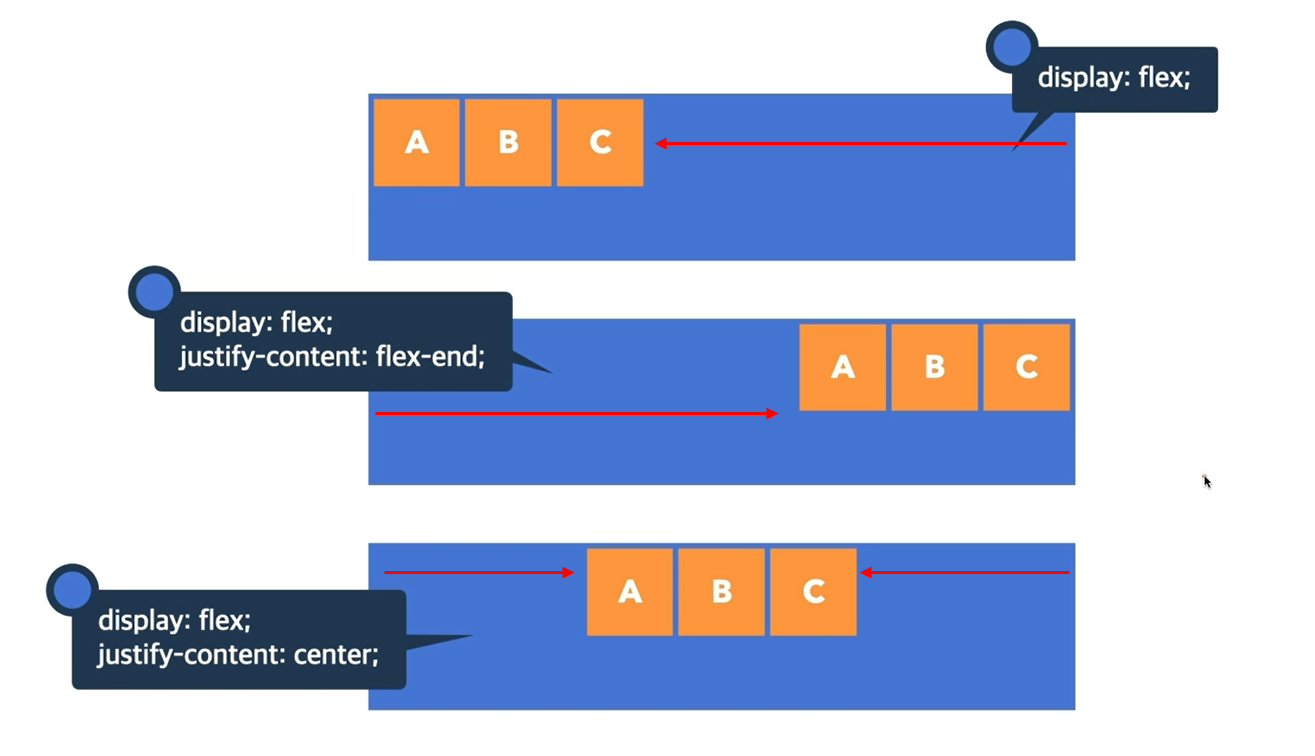 display: flex;
A B C
display: flex;
justify-content: flex-end;
A B C
display: flex;
justify-content: center;
A B C